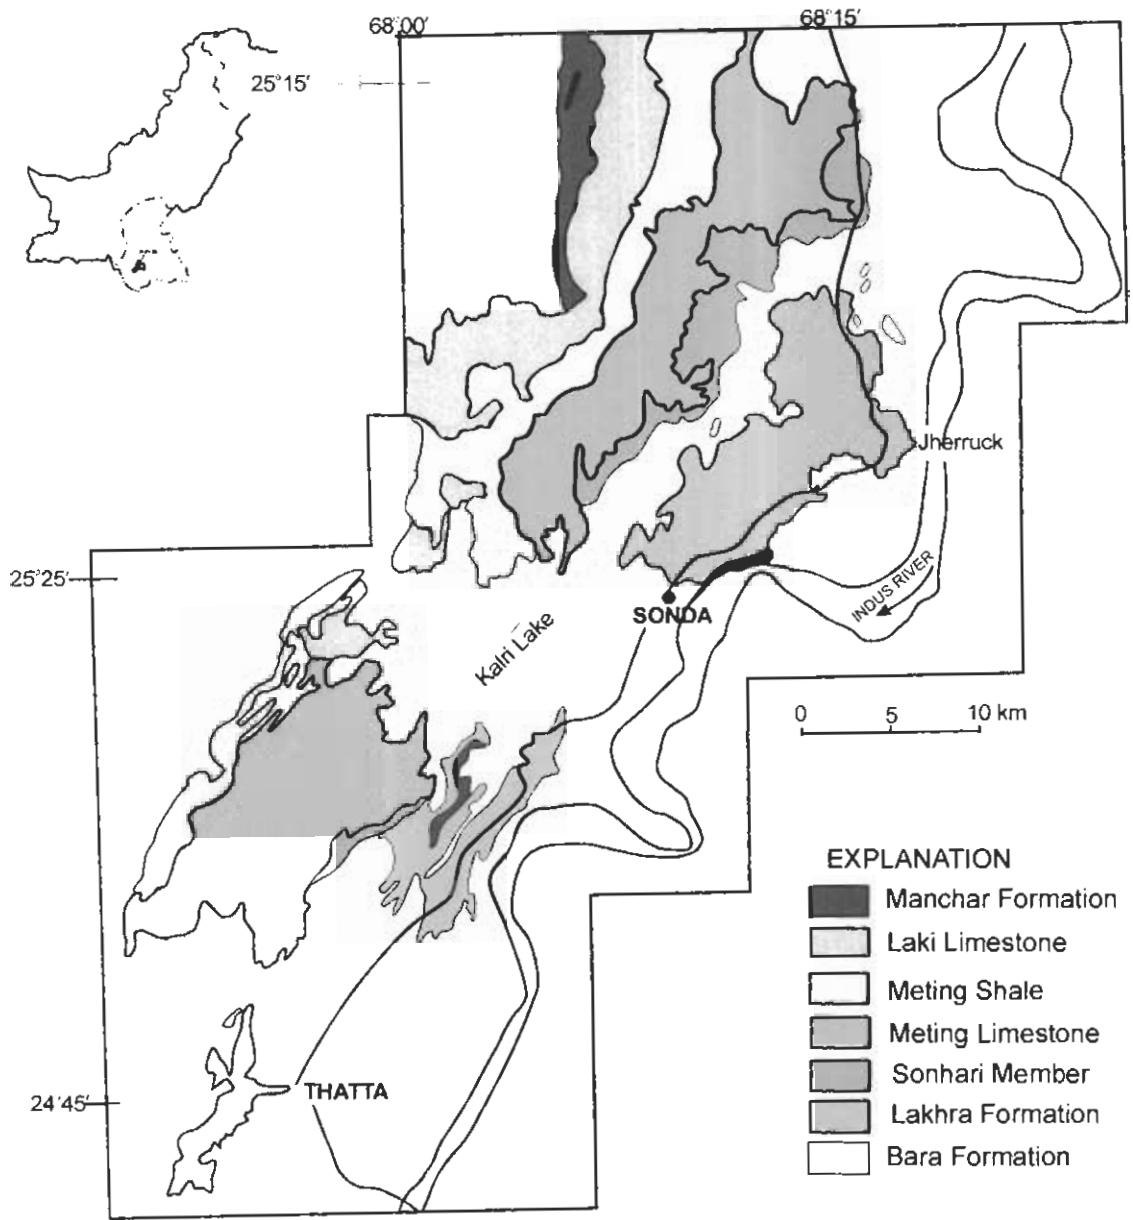 68°00'
68°15'
25°15'
Jherruck
25°25'
INDUS RIVER
SONDA
Kalri Lake
0 5 10 km
EXPLANATION
Manchar Formation
Laki Limestone
Meting Shale
Meting Limestone
Sonhari Member
Lakhra Formation
Bara Formation
THATTA
24°45'